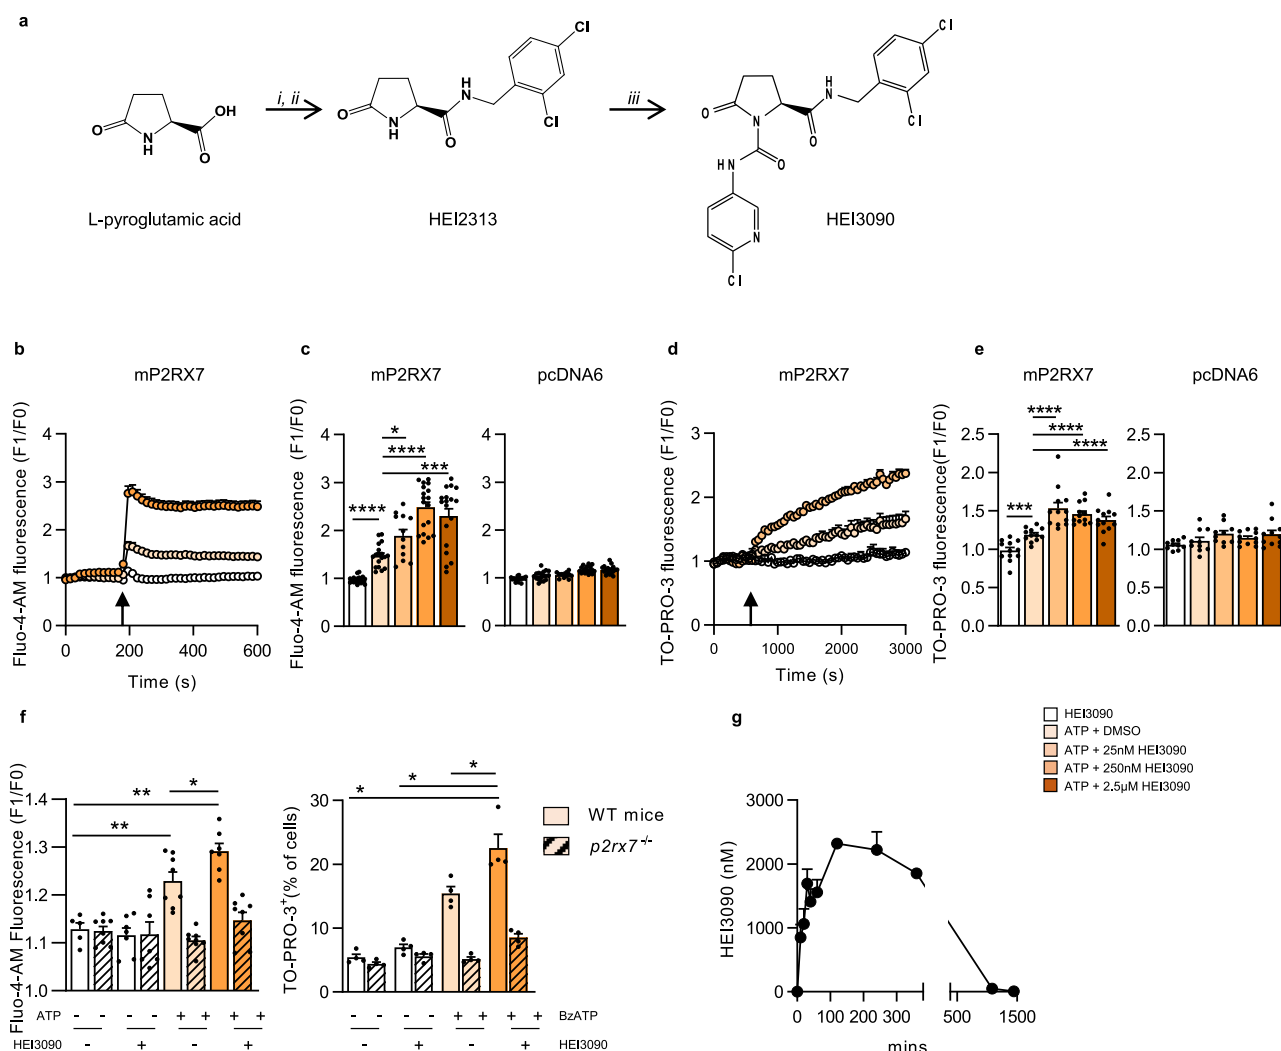 a
O
N
H
O
OH
L-pyroglutamic acid
i, ii
O
N
H
O
H
N
Cl
Cl
HEI2313
iii
O
N
O
H
N
Cl
Cl
O
H N
N
Cl
HEI3090
b
mP2RX7
Fluo-4-AM fluorescence (F1/F0)
4
3
2
1
0
0 200 400 600
Time (s)
c
mP2RX7
pcDNA6
Fluo-4-AM fluorescence (F1/F0)
4
3
2
1
0
****
*
****
***
4
3
2
1
0
d
mP2RX7
TO-PRO-3 fluorescence (F1/F0)
3
2
1
0
0 1000 2000 3000
Time (s)
e
mP2RX7
pcDNA6
TO-PRO-3 fluorescence(F1/F0)
2.5
2.0
1.5
1.0
0.5
0.0
***
****
****
****
2.5
2.0
1.5
1.0
0.5
0.0
HEI3090
ATP + DMSO
ATP + 25nM HEI3090
ATP + 250nM HEI3090
ATP + 2.5µM HEI3090
f
Fluo-4-AM Fluorescence (F1/F0)
1.4
1.3
1.2
1.1
1.0
**
**
*
ATP - - - - + + + +
HEI3090 - + - +
TO-PRO-3+(% of cells)
30
20
10
0
*
*
*
- - - - + + + + BzATP
- + - + HEI3090
WT mice
p2rx7-/-
g
HEI3090 (nM)
3000
2000
1000
0
0 100 200 300 500 1500
mins